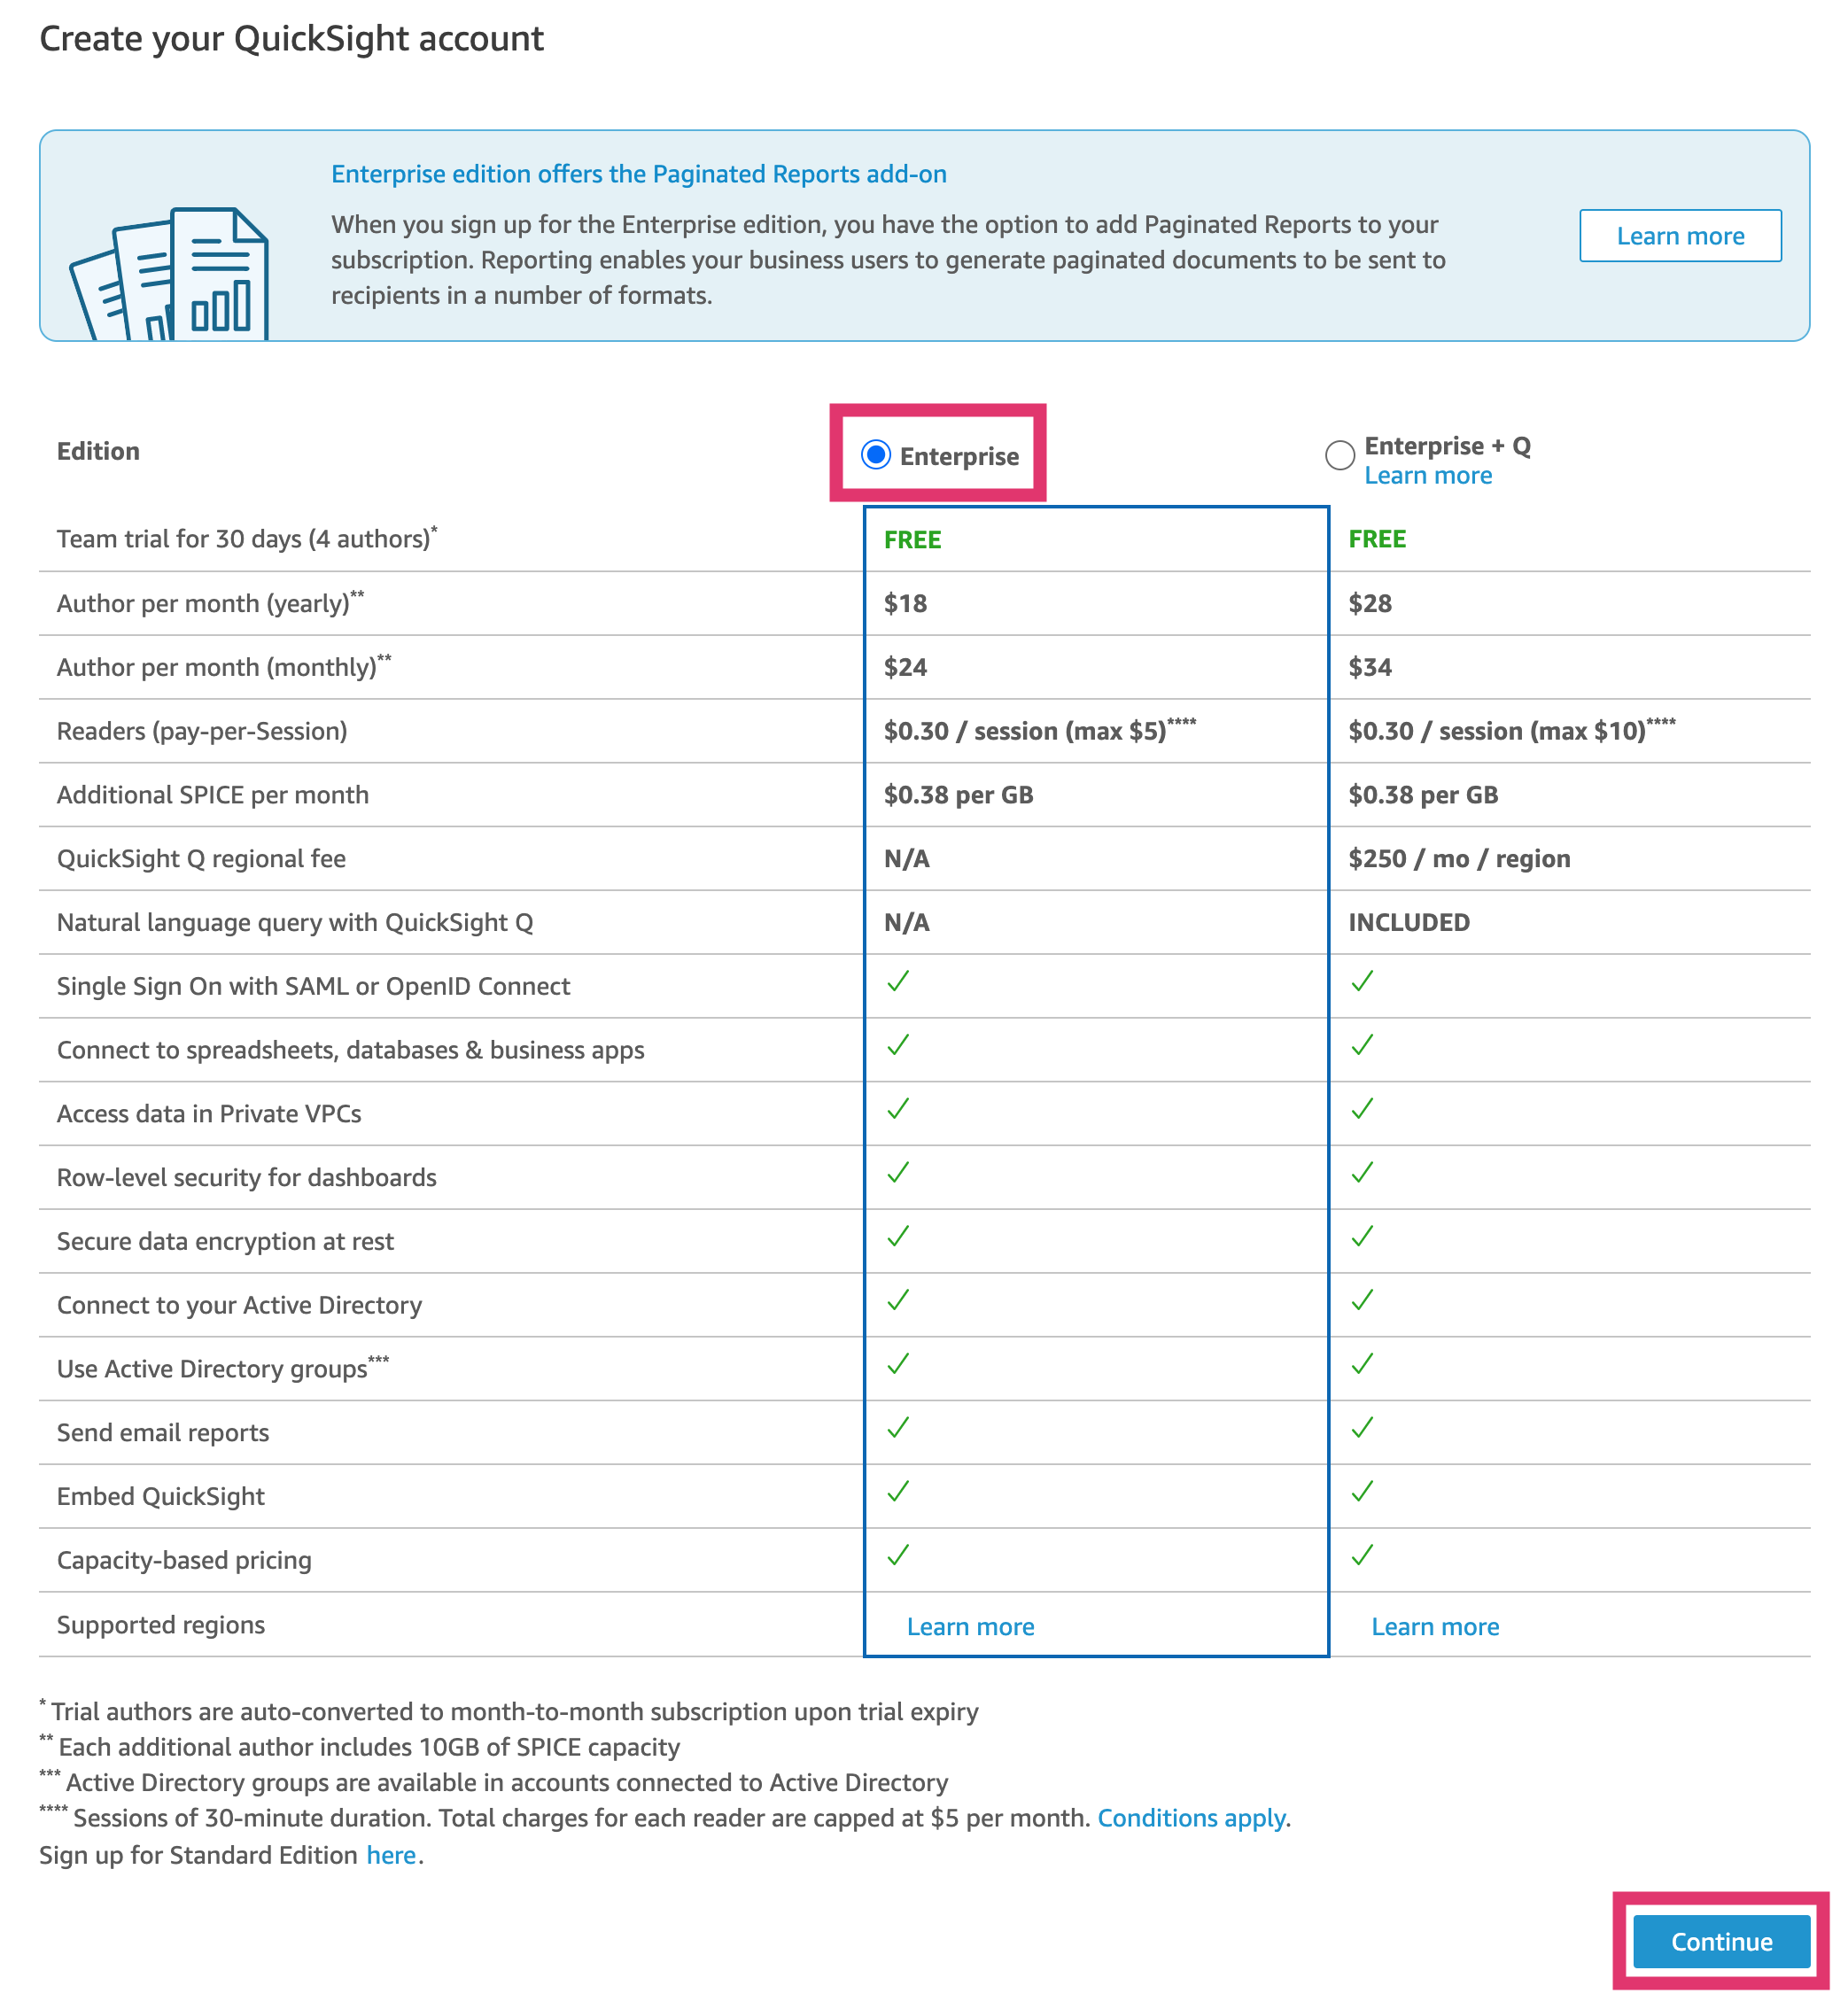 Create your QuickSight account
Enterprise edition offers the Paginated Reports add-on
When you sign up for the Enterprise edition, you have the option to add Paginated Reports to your
subscription. Reporting enables your business users to generate paginated documents to be sent to
recipients in a number of formats.
Learn more
Edition Enterprise Enterprise + Q
Learn more
Team trial for 30 days (4 authors)* FREE FREE
Author per month (yearly)** $18 $28
Author per month (monthly)** $24 $34
Readers (pay-per-Session) $0.30 / session (max $5)**** $0.30 / session (max $10)****
Additional SPICE per month $0.38 per GB $0.38 per GB
QuickSight Q regional fee N/A $250 / mo / region
Natural language query with QuickSight Q N/A INCLUDED
Single Sign On with SAML or OpenID Connect ✓ ✓
Connect to spreadsheets, databases & business apps ✓ ✓
Access data in Private VPCs ✓ ✓
Row-level security for dashboards ✓ ✓
Secure data encryption at rest ✓ ✓
Connect to your Active Directory ✓ ✓
Use Active Directory groups*** ✓ ✓
Send email reports ✓ ✓
Embed QuickSight ✓ ✓
Capacity-based pricing ✓ ✓
Supported regions Learn more Learn more
* Trial authors are auto-converted to month-to-month subscription upon trial expiry
** Each additional author includes 10GB of SPICE capacity
*** Active Directory groups are available in accounts connected to Active Directory
**** Sessions of 30-minute duration. Total charges for each reader are capped at $5 per month. Conditions apply.
Sign up for Standard Edition here.
Continue